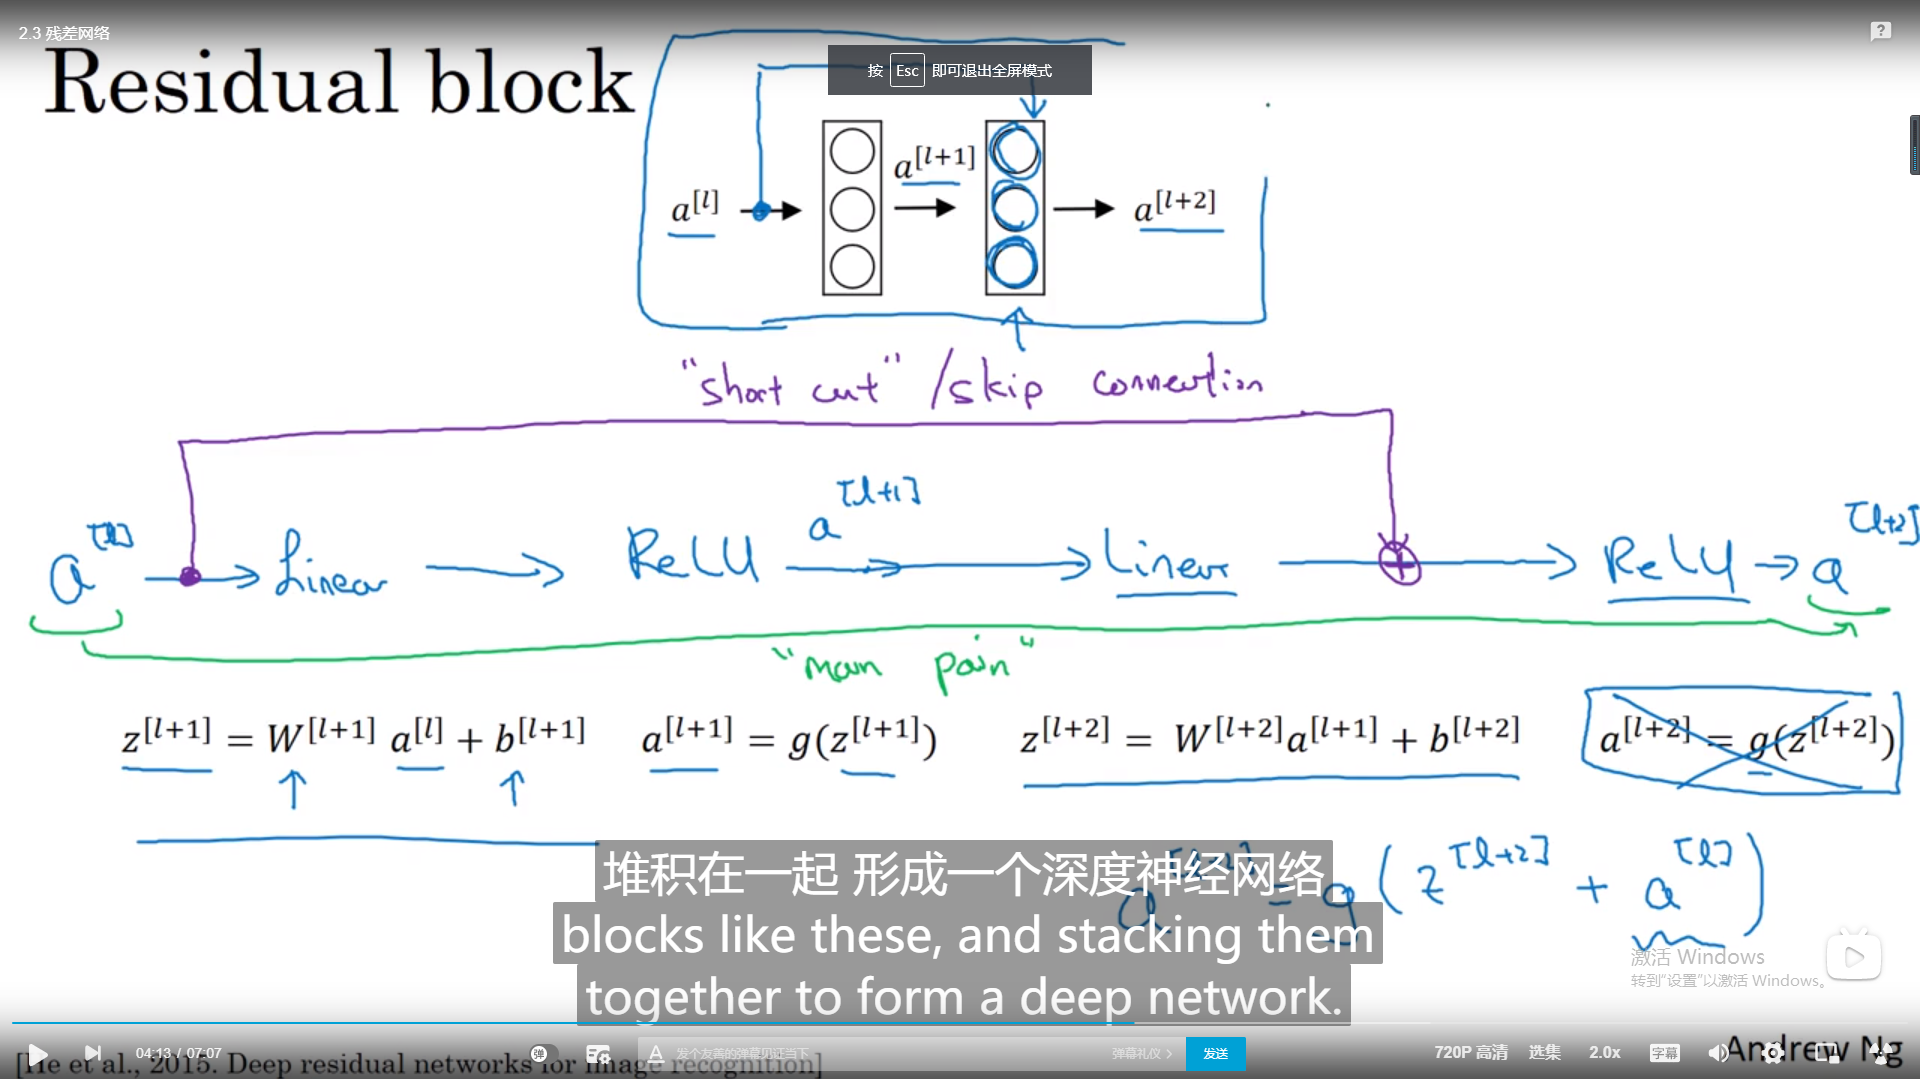 2.3 残差网络
Residual block
按 Esc 即可退出全屏模式
a^[l]
a^[l+1]
a^[l+2]
"short cut" / skip connection
a^[l] Linear ReLU a^[l+1] Linear + ReLU a^[l+2]
"main
z^[l+1] = W^[l+1] a^[l] + b^[l+1]
a^[l+1] = g(z^[l+1])
z^[l+2] = W^[l+2] a^[l+1] + b^[l+2]
a^[l+2] = g(z^[l+2])
a = g(z^[l+2] + a^[l])
堆积在一起 形成一个深度神经网络
blocks like these, and stacking them
together to form a deep network.
激活 Windows
转到“设置”以激活 Windows。
04:13 / 07:07
弹
A 发个友善的弹幕见证当下
弹幕礼仪 >
发送
720P 高清
选集
2.0x
字幕
[He et al., 2015. Deep residual networks for image recognition]
Andrew Ng